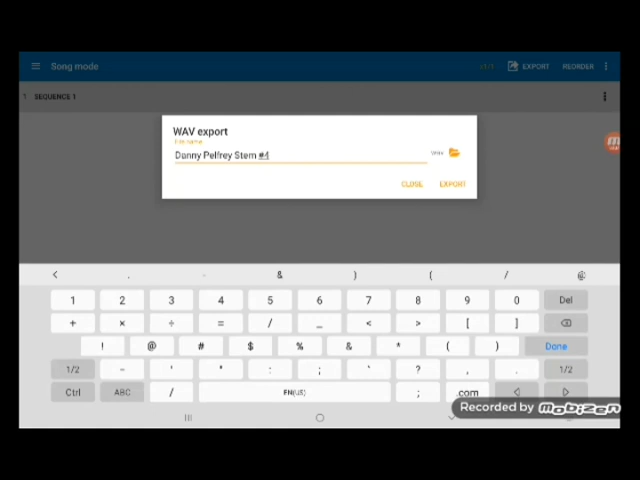 Song mode
EXPORT REORDER
1 SEQUENCE 1
WAV export
File name
Danny Pelfrey Stem #4
.wav
CLOSE EXPORT
< . - & ) ( / @
1 2 3 4 5 6 7 8 9 0 Del
+ × ÷ = / _ < > [ ]
! @ # $ % & * ( ) Done
1/2 - ' " : ; ` ? , . 1/2
Ctrl ABC / EN(US) ; .com
Recorded by mobizen